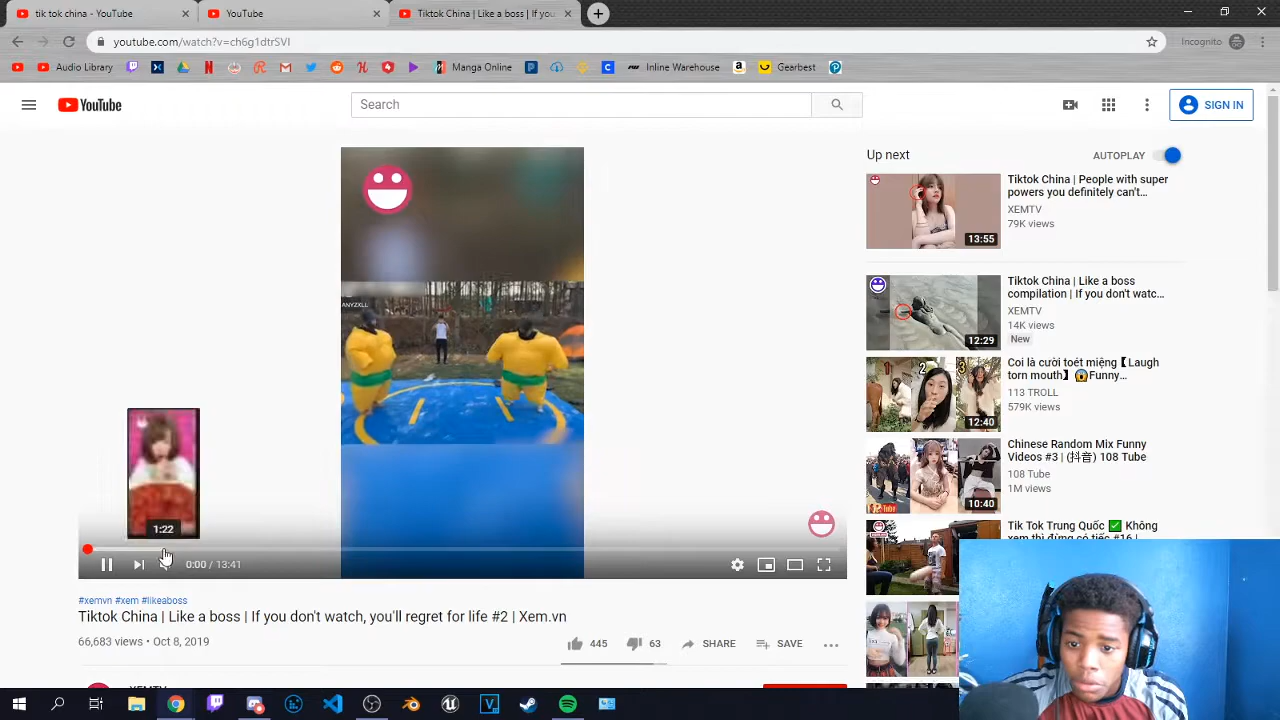 tik tok china - YouTube
YouTube
Tiktok China | Like a boss | If you
youtube.com/watch?v=ch6g1dtrSVI
Incognito
Audio Library
Manga Online
Inline Warehouse
Gearbest
YouTube
Search
SIGN IN
ANYZXLL
1:22
0:00 / 13:41
#xemvn #xem #likeaboss
Tiktok China | Like a boss | If you don't watch, you'll regret for life #2 | Xem.vn
66,683 views • Oct 8, 2019
445
63
SHARE
SAVE
Up next
AUTOPLAY
Tiktok China | People with super
powers you definitely can't...
XEMTV
79K views
13:55
Tiktok China | Like a boss
compilation | If you don't watc...
XEMTV
14K views
New
12:29
Coi là cười toét miệng【Laugh
torn mouth】😱Funny...
113 TROLL
579K views
1 2 3
12:40
Chinese Random Mix Funny
Videos #3 | (抖音) 108 Tube
108 Tube
1M views
10:40
Tik Tok Trung Quốc ✅ Không
xem thì đừng có tiếc #16 |